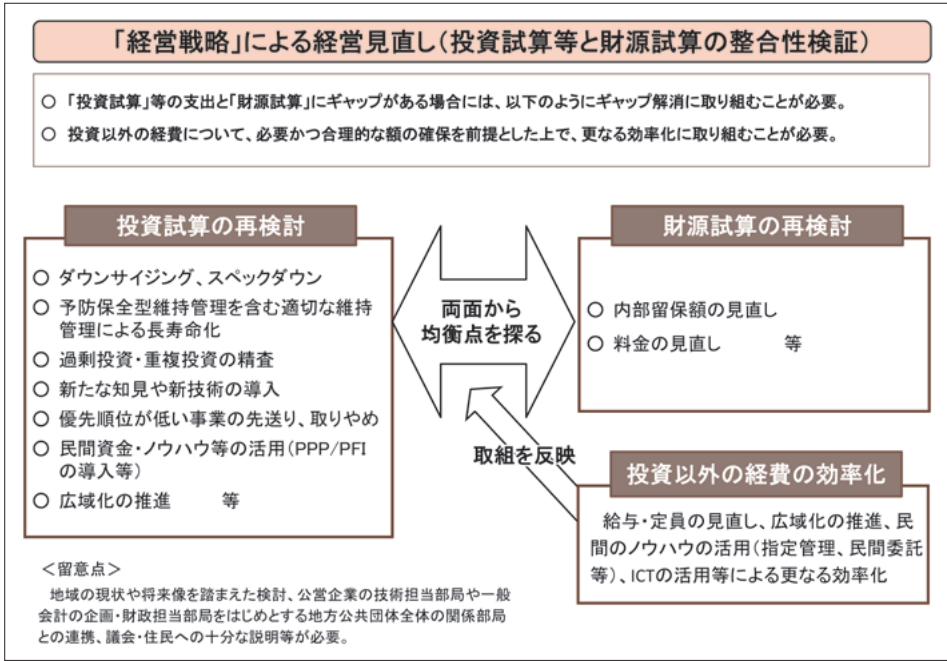 「経営戦略」による経営見直し（投資試算等と財源試算の整合性検証）
○ 「投資試算」等の支出と「財源試算」にギャップがある場合には、以下のようにギャップ解消に取り組むことが必要。
○ 投資以外の経費について、必要かつ合理的な額の確保を前提とした上で、更なる効率化に取り組むことが必要。
投資試算の再検討
○ ダウンサイジング、スペックダウン
○ 予防保全型維持管理を含む適切な維持
管理による長寿命化
○ 過剰投資・重複投資の精査
○ 新たな知見や新技術の導入
○ 優先順位が低い事業の先送り、取りやめ
○ 民間資金・ノウハウ等の活用（PPP/PFI
の導入等）
○ 広域化の推進　　等
両面から
均衡点を探る
財源試算の再検討
○ 内部留保額の見直し
○ 料金の見直し　　　等
取組を反映
投資以外の経費の効率化
給与・定員の見直し、広域化の推進、民
間のノウハウの活用（指定管理、民間委託
等）、ICTの活用等による更なる効率化
＜留意点＞
地域の現状や将来像を踏まえた検討、公営企業の技術担当部局や一般
会計の企画・財政担当部局をはじめとする地方公共団体全体の関係部局
との連携、議会・住民への十分な説明等が必要。